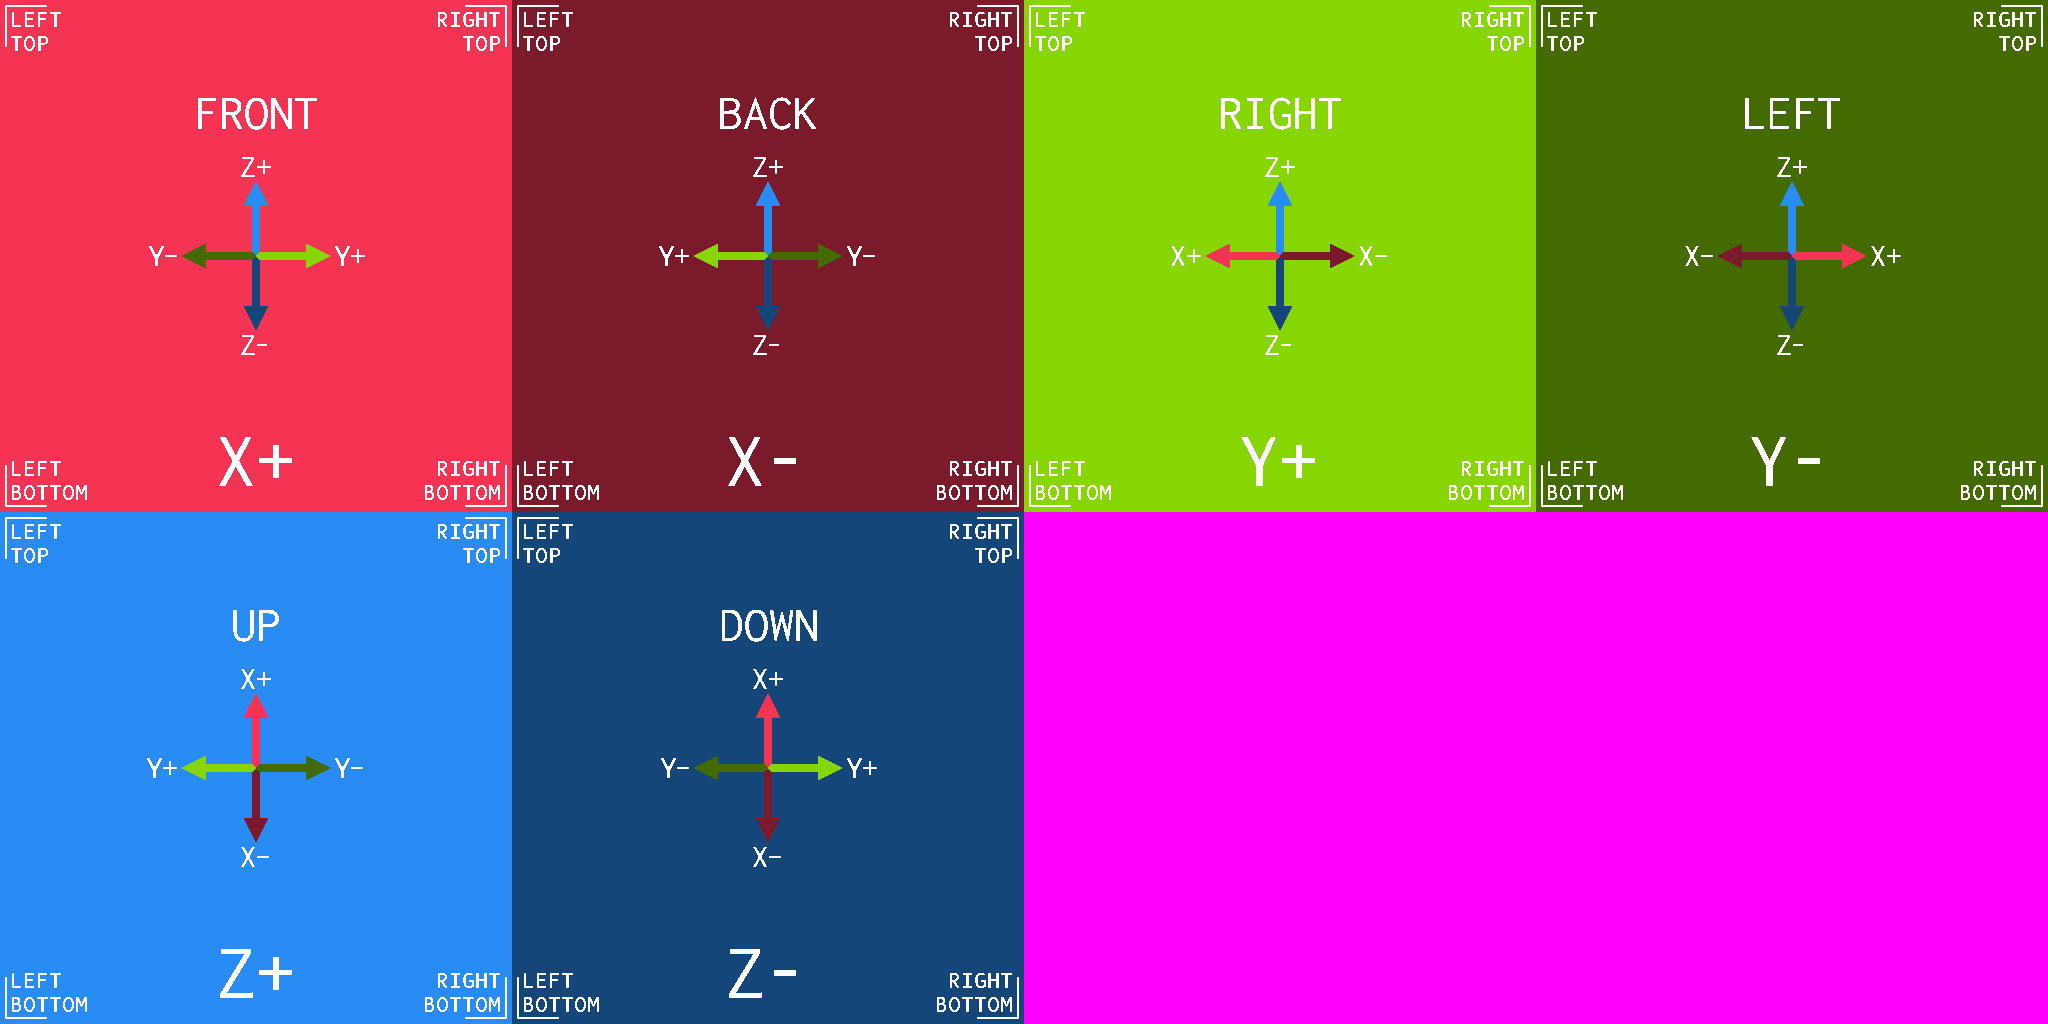 LEFT
TOP
RIGHT
TOP
FRONT
Z+
Y-
Y+
Z-
X+
LEFT
BOTTOM
RIGHT
BOTTOM
LEFT
TOP
RIGHT
TOP
BACK
Z+
Y+
Y-
Z-
X-
LEFT
BOTTOM
RIGHT
BOTTOM
LEFT
TOP
RIGHT
TOP
RIGHT
Z+
X+
X-
Z-
Y+
LEFT
BOTTOM
RIGHT
BOTTOM
LEFT
TOP
RIGHT
TOP
LEFT
Z+
X-
X+
Z-
Y-
LEFT
BOTTOM
RIGHT
BOTTOM
LEFT
TOP
RIGHT
TOP
UP
X+
Y+
Y-
X-
Z+
LEFT
BOTTOM
RIGHT
BOTTOM
LEFT
TOP
RIGHT
TOP
DOWN
X+
Y-
Y+
X-
Z-
LEFT
BOTTOM
RIGHT
BOTTOM